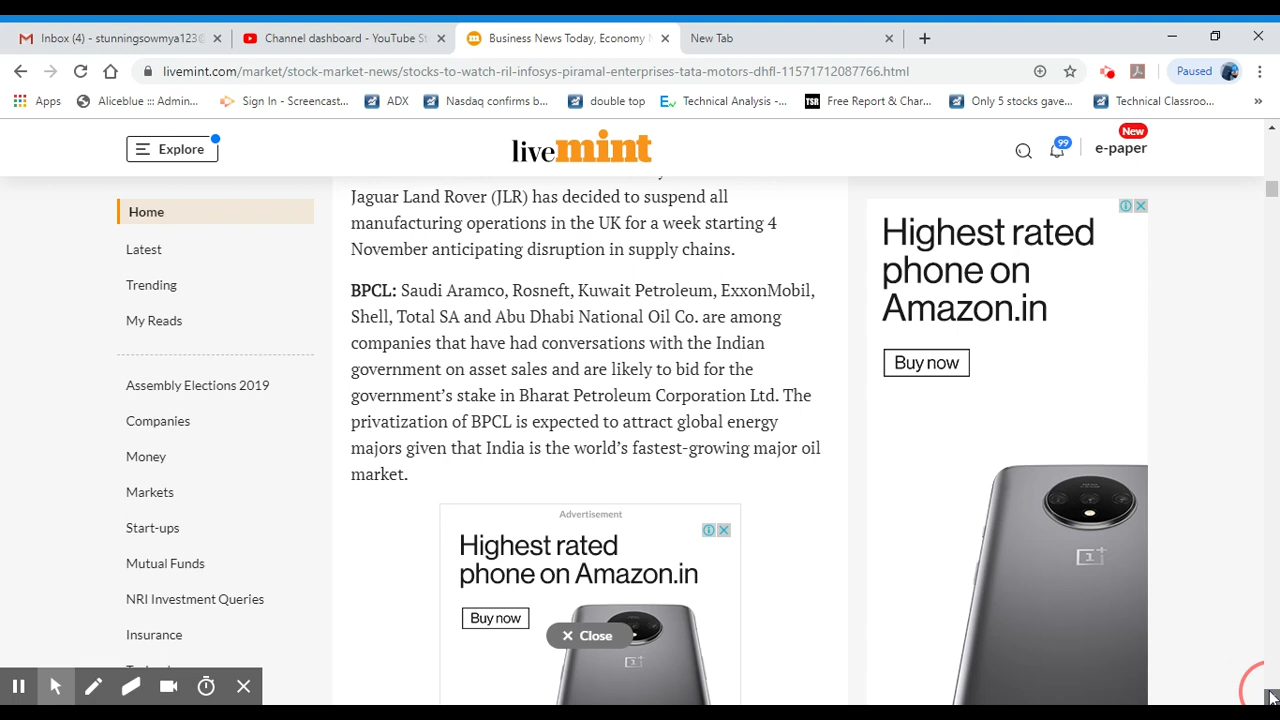 Inbox (4) - stunningsowmya123@
Channel dashboard - YouTube St
Business News Today, Economy N
New Tab
livemint.com/market/stock-market-news/stocks-to-watch-ril-infosys-piramal-enterprises-tata-motors-dhfl-11571712087766.html
Paused
Apps
Aliceblue ::: Admin...
Sign In - Screencast...
ADX
Nasdaq confirms b...
double top
Technical Analysis -...
TSR
Free Report & Char...
Only 5 stocks gave...
Technical Classroo...
»
Explore
livemint
99
New
e-paper
Home
Latest
Trending
My Reads
Assembly Elections 2019
Companies
Money
Markets
Start-ups
Mutual Funds
NRI Investment Queries
Insurance
Jaguar Land Rover (JLR) has decided to suspend all
manufacturing operations in the UK for a week starting 4
November anticipating disruption in supply chains.
BPCL: Saudi Aramco, Rosneft, Kuwait Petroleum, ExxonMobil,
Shell, Total SA and Abu Dhabi National Oil Co. are among
companies that have had conversations with the Indian
government on asset sales and are likely to bid for the
government’s stake in Bharat Petroleum Corporation Ltd. The
privatization of BPCL is expected to attract global energy
majors given that India is the world’s fastest-growing major oil
market.
Advertisement
Highest rated
phone on Amazon.in
Buy now
Close
Highest rated
phone on
Amazon.in
Buy now